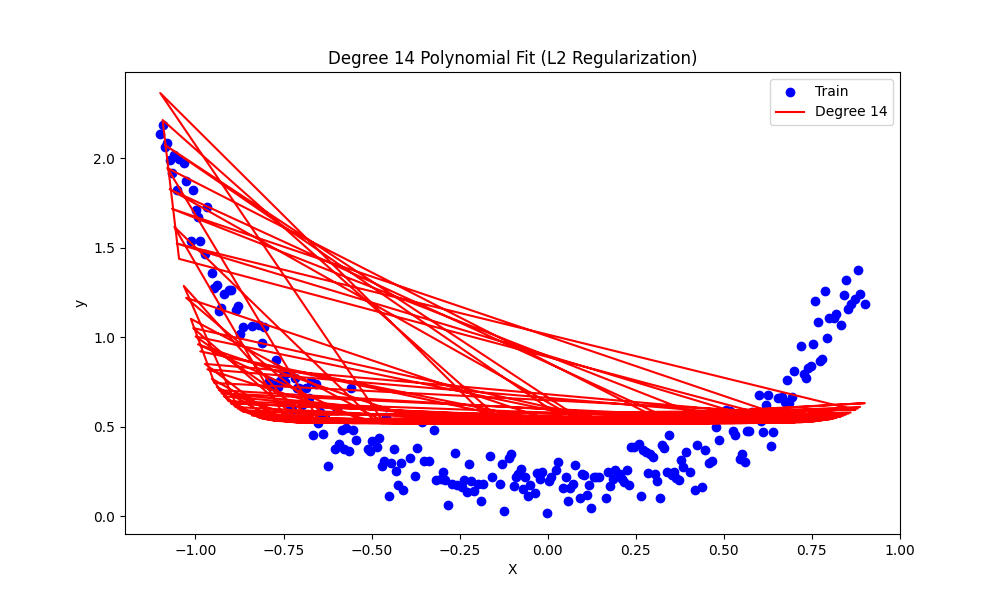 Degree 14 Polynomial Fit (L2 Regularization)
Train
Degree 14
y
2.0
1.5
1.0
0.5
0.0
−1.00 −0.75 −0.50 −0.25 0.00 0.25 0.50 0.75 1.00
X